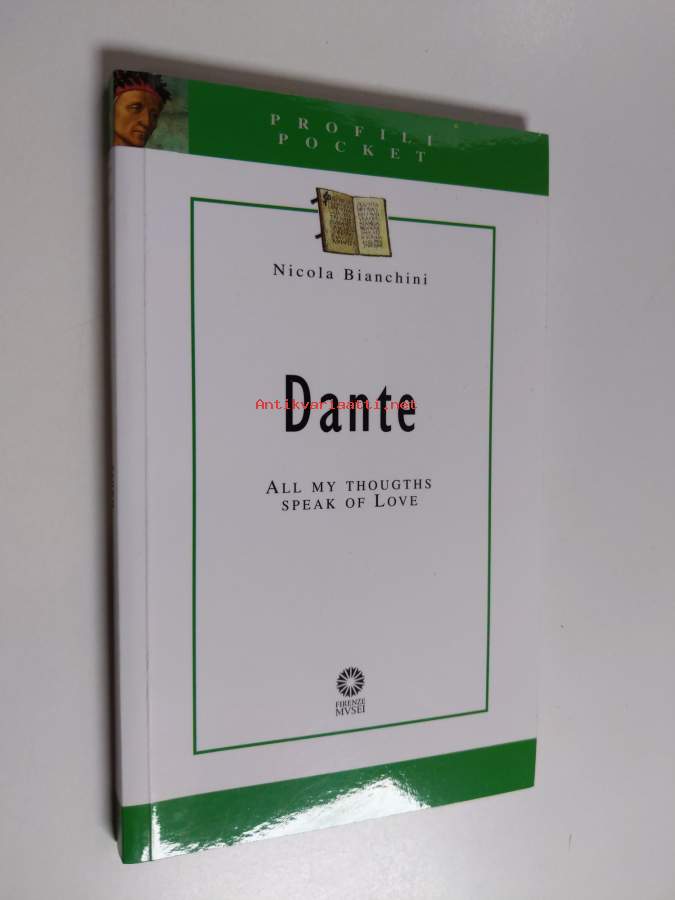 PROFILI
POCKET
Nicola Bianchini
Dante
Antikvariaatti.net
ALL MY THOUGTHS
SPEAK OF LOVE
FIRENZE
MVSEI